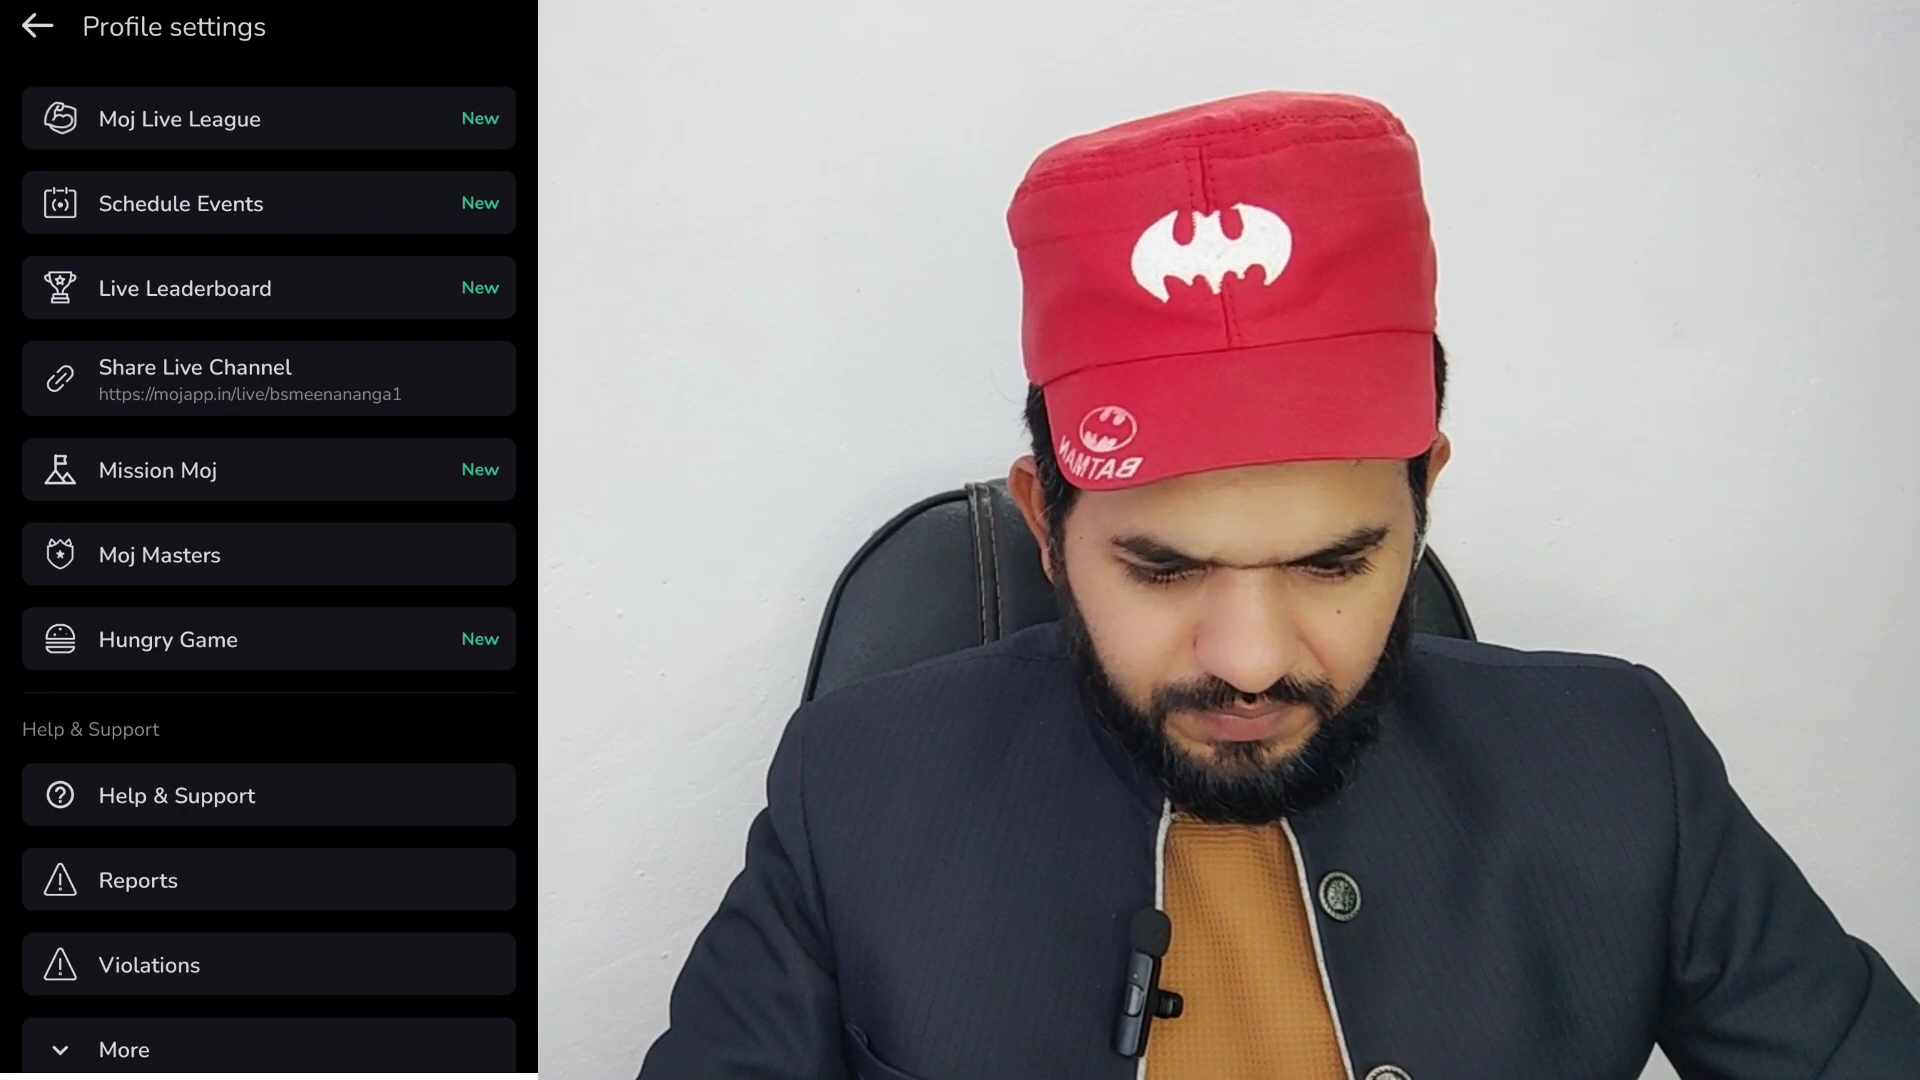 Profile settings
Moj Live League New
Schedule Events New
Live Leaderboard New
Share Live Channel
https://mojapp.in/live/bsmeenananga1
Mission Moj New
Moj Masters
Hungry Game New
Help & Support
Help & Support
Reports
Violations
More
BATMAN